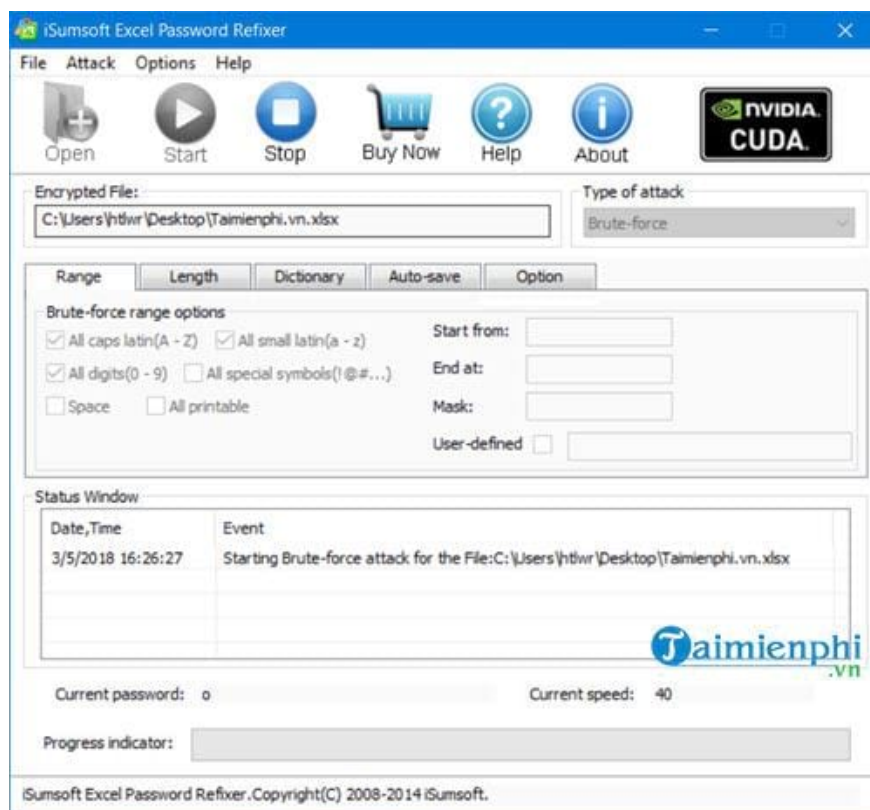 iSumsoft Excel Password Refixer
File Attack Options Help
Open Start Stop Buy Now Help About
NVIDIA.
CUDA.
Encrypted File:
Type of attack
C:\Users\htlwr\Desktop\Taimienphi.vn.xlsx
Brute-force
Range Length Dictionary Auto-save Option
Brute-force range options
All caps latin(A - Z) All small latin(a - z)
Start from:
All digits(0 - 9) All special symbols(!@#...)
End at:
Space All printable
Mask:
User-defined
Status Window
Date,Time Event
3/5/2018 16:26:27 Starting Brute-force attack for the File:C:\Users\htlwr\Desktop\Taimienphi.vn.xlsx
Taimienphi
.vn
Current password: o Current speed: 40
Progress indicator:
iSumsoft Excel Password Refixer.Copyright(C) 2008-2014 iSumsoft.